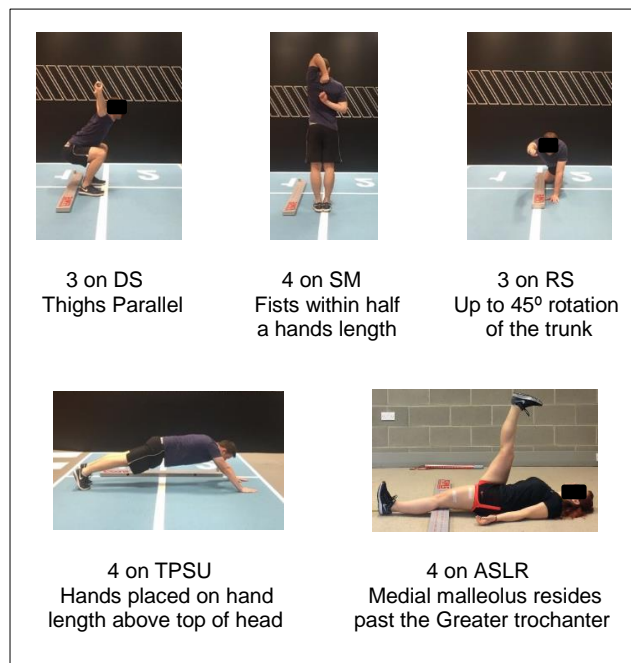 3 on DS
Thighs Parallel
4 on SM
Fists within half
a hands length
3 on RS
Up to 45º rotation
of the trunk
4 on TPSU
Hands placed on hand
length above top of head
4 on ASLR
Medial malleolus resides
past the Greater trochanter